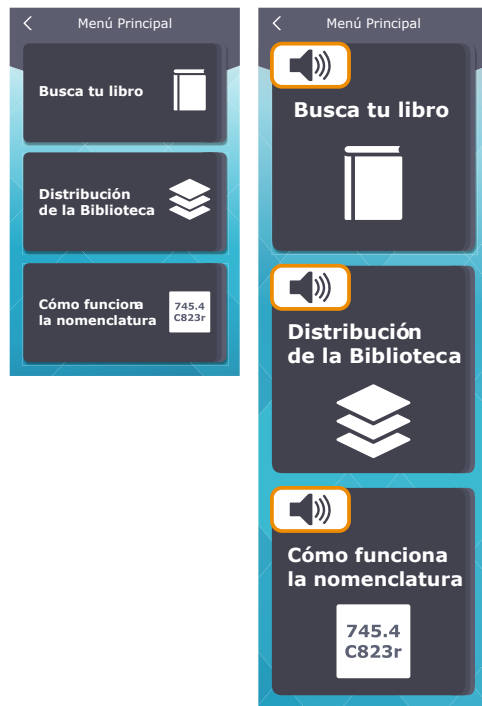 Menú Principal
Busca tu libro
Distribución
de la Biblioteca
Cómo funciona
la nomenclatura
745.4
C823r
Menú Principal
Busca tu libro
Distribución
de la Biblioteca
Cómo funciona
la nomenclatura
745.4
C823r